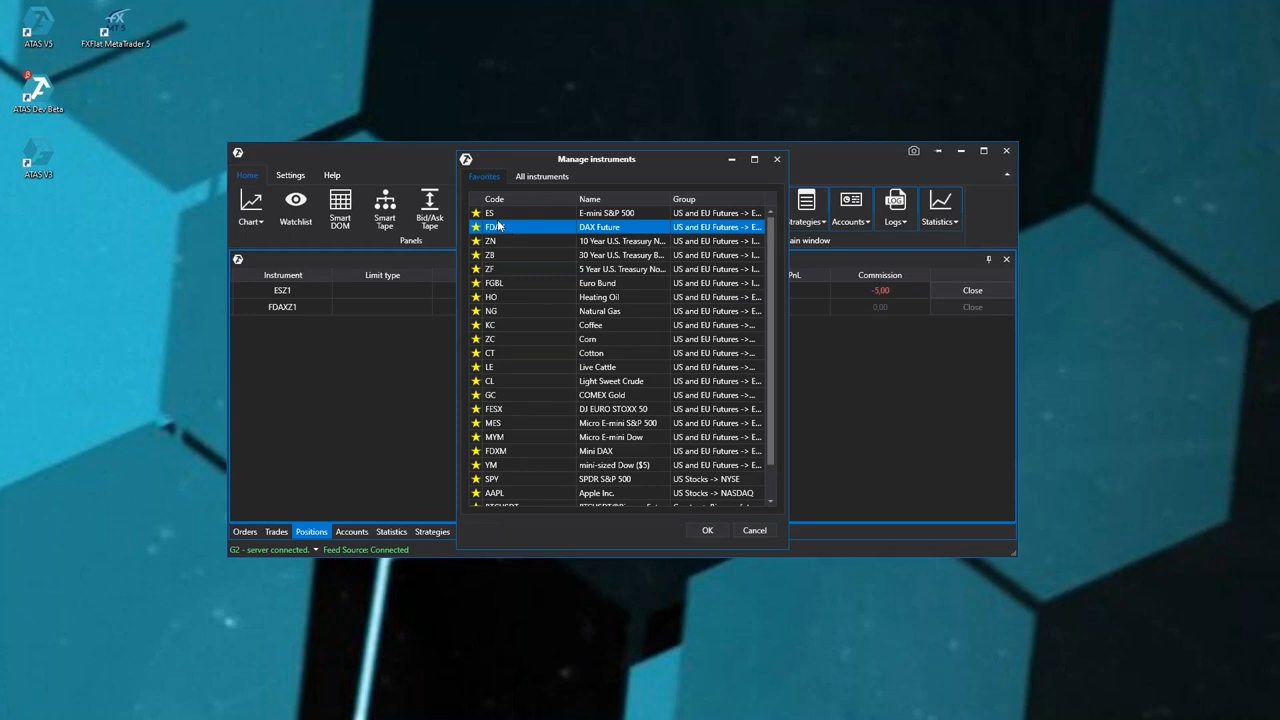 ATAS V5
FXFlat MetaTrader 5
ATAS Dev Beta
ATAS V3
Manage instruments
Home Settings Help
Favorites All instruments
Chart Watchlist Smart DOM Smart Tape Bid/Ask Tape
Accounts Logs Statistics
Panels
Code Name Group
ES E-mini S&P 500 US and EU Futures -> E...
DAX Future US and EU Futures -> E...
ZN 10 Year U.S. Treasury N... US and EU Futures -> I...
ZB 30 Year U.S. Treasury B... US and EU Futures -> I...
ZF 5 Year U.S. Treasury No... US and EU Futures -> I...
FGBL Euro Bund US and EU Futures -> I...
HO Heating Oil US and EU Futures -> E...
NG Natural Gas US and EU Futures -> E...
KC Coffee US and EU Futures ->...
ZC Corn US and EU Futures ->...
CT Cotton US and EU Futures ->...
LE Live Cattle US and EU Futures ->...
CL Light Sweet Crude US and EU Futures -> E...
GC COMEX Gold US and EU Futures ->...
FESX DJ EURO STOXX 50 US and EU Futures -> E...
MES Micro E-mini S&P 500 US and EU Futures -> E...
MYM Micro E-mini Dow US and EU Futures -> E...
FDXM Mini DAX US and EU Futures -> E...
YM mini-sized Dow ($5) US and EU Futures -> E...
SPY SPDR S&P 500 US Stocks -> NYSE
AAPL Apple Inc. US Stocks -> NASDAQ
OK Cancel
Instrument Limit type PnL Commission
ESZ1 -5,00 Close
FDAXZ1 0,00 Close
Orders Trades Positions Accounts Statistics Strategies
G2 - server connected. Feed Source: Connected